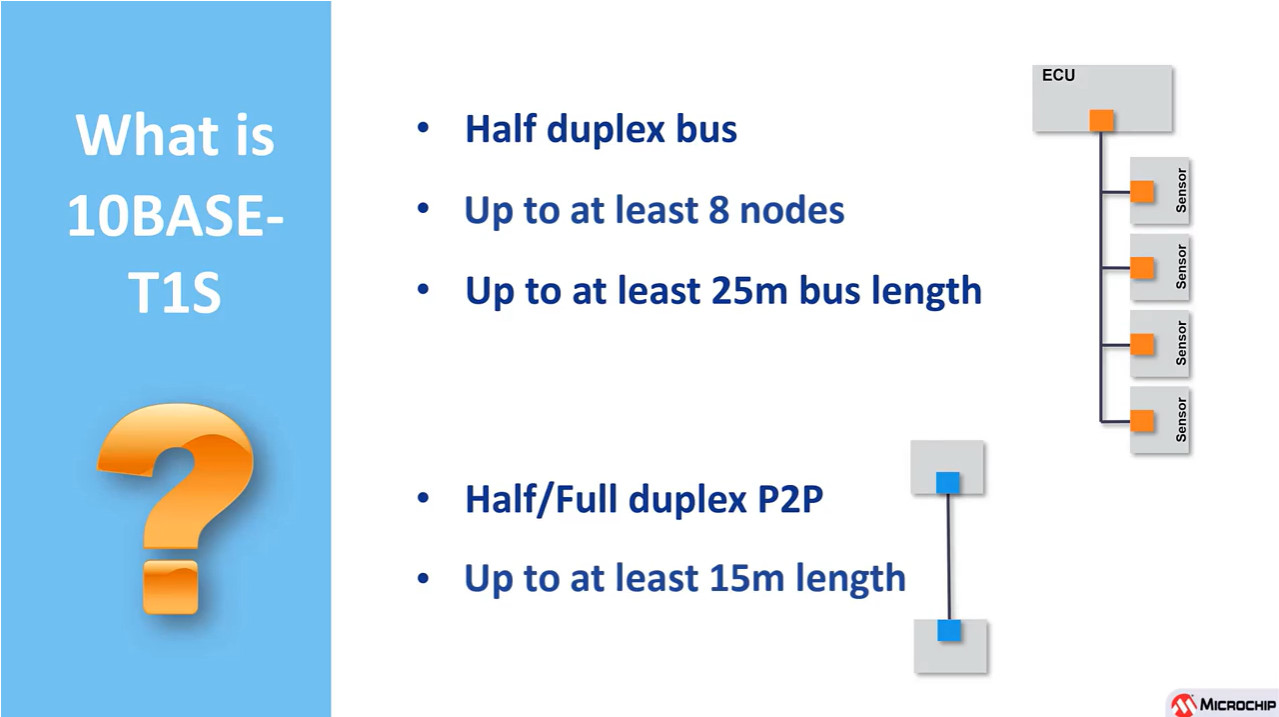 What is
10BASE-
T1S
• Half duplex bus
• Up to at least 8 nodes
• Up to at least 25m bus length
• Half/Full duplex P2P
• Up to at least 15m length
ECU
Sensor
Sensor
Sensor
Sensor
MICROCHIP